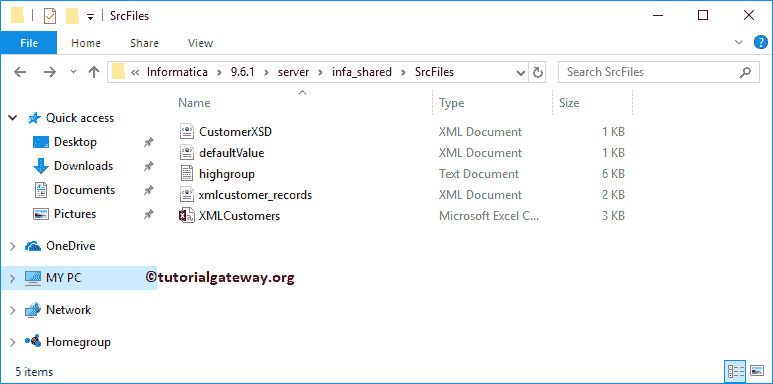 SrcFiles
File Home Share View
« Informatica > 9.6.1 > server > infa_shared > SrcFiles
Search SrcFiles
Name Type Size
Quick access
Desktop
Downloads
Documents
Pictures
OneDrive
MY PC
Network
Homegroup
CustomerXSD XML Document 1 KB
defaultValue XML Document 1 KB
highgroup Text Document 6 KB
xmlcustomer_records XML Document 2 KB
XMLCustomers Microsoft Excel C... 3 KB
©tutorialgateway.org
5 items